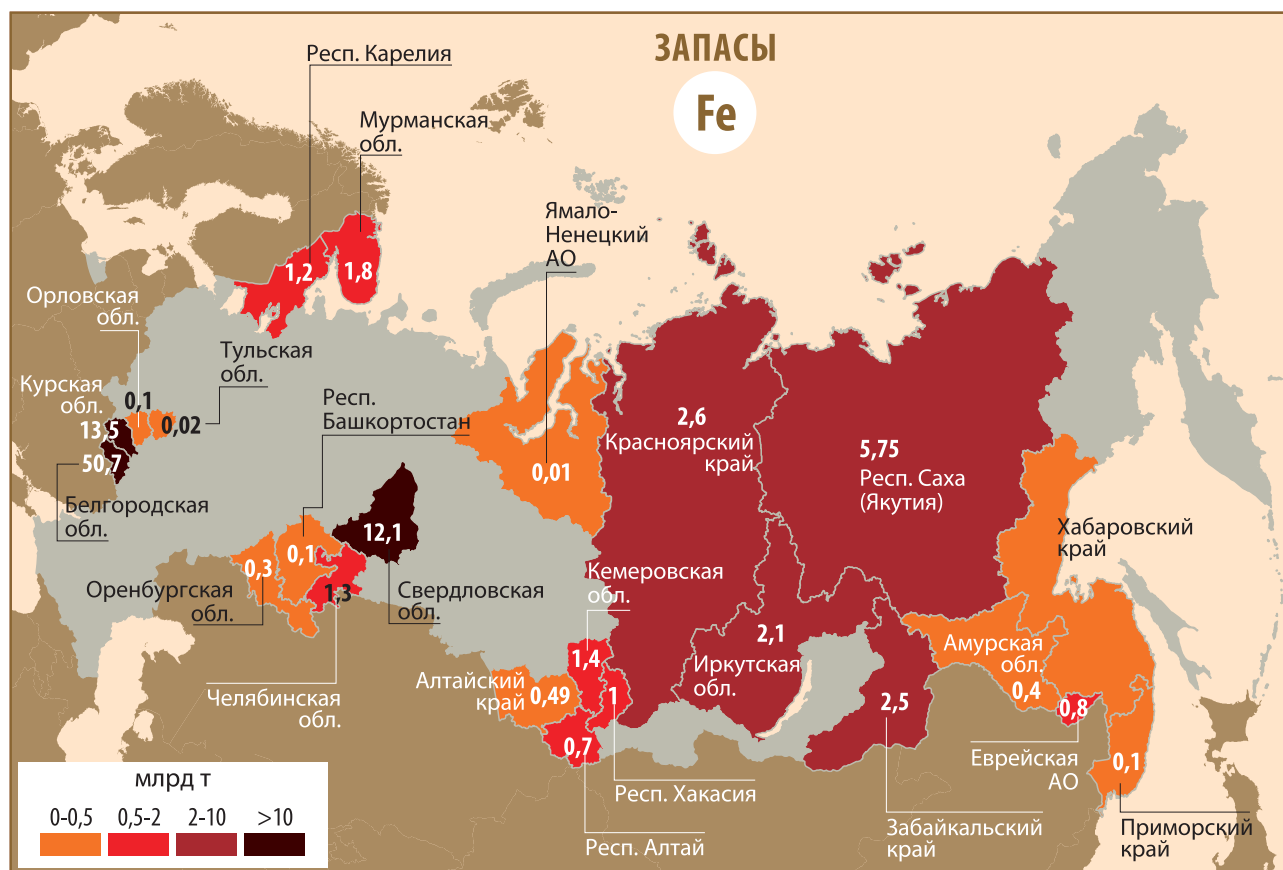 ЗАПАСЫ
Fe
Респ. Карелия
Мурманская
обл.
1,2
1,8
Ямало-
Ненецкий
АО
0,01
Орловская
обл.
0,1
Тульская
обл.
0,02
Курская
обл.
13,5
50,7
Белгородская
обл.
Респ.
Башкортостан
0,1
12,1
Свердловская
обл.
0,3
Оренбургская
обл.
1,3
Челябинская
обл.
2,6
Красноярский
край
5,75
Респ. Саха
(Якутия)
Хабаровский
край
Кемеровская
обл.
1,4
2,1
Иркутская
обл.
Алтайский
край
0,49
1
0,7
2,5
Амурская
обл.
0,4
0,8
Еврейская
АО
0,1
Респ. Хакасия
Респ. Алтай
Забайкальский
край
Приморский
край
млрд т
0-0,5 0,5-2 2-10 >10